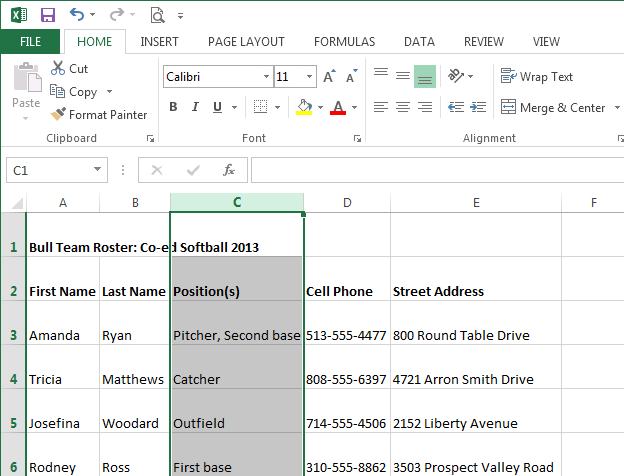 FILE HOME INSERT PAGE LAYOUT FORMULAS DATA REVIEW VIEW
Paste
Cut
Copy
Format Painter
Clipboard
Calibri 11 A A
B I U A
Font
Wrap Text
Merge & Center
Alignment
C1 fx
A B C D E F
1 Bull Team Roster: Co-ed Softball 2013
2 First Name Last Name Position(s) Cell Phone Street Address
3 Amanda Ryan Pitcher, Second base 513-555-4477 800 Round Table Drive
4 Tricia Matthews Catcher 808-555-6397 4721 Arron Smith Drive
5 Josefina Woodard Outfield 714-555-4506 2152 Liberty Avenue
6 Rodney Ross First base 310-555-8862 3503 Prospect Valley Road